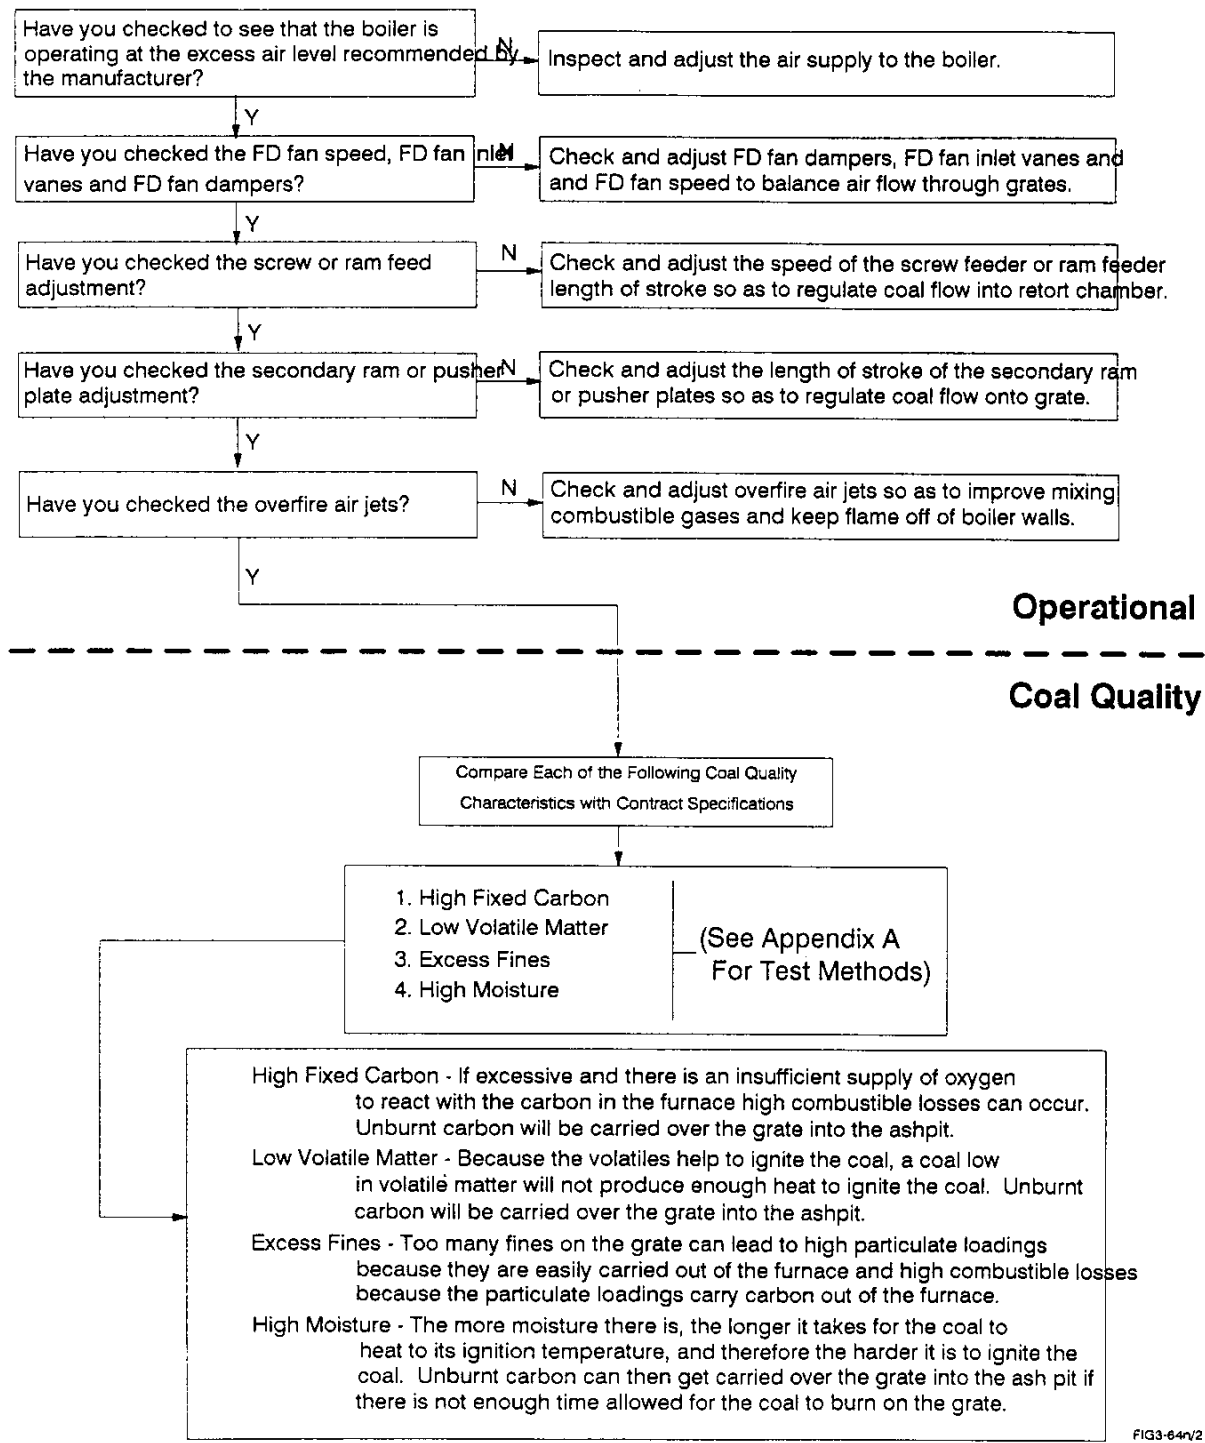 Have you checked to see that the boiler is
operating at the excess air level recommended by
the manufacturer?
N
Inspect and adjust the air supply to the boiler.
Y
Have you checked the FD fan speed, FD fan inlet
vanes and FD fan dampers?
N
Check and adjust FD fan dampers, FD fan inlet vanes and
and FD fan speed to balance air flow through grates.
Y
Have you checked the screw or ram feed
adjustment?
N
Check and adjust the speed of the screw feeder or ram feeder
length of stroke so as to regulate coal flow into retort chamber.
Y
Have you checked the secondary ram or pusher
plate adjustment?
N
Check and adjust the length of stroke of the secondary ram
or pusher plates so as to regulate coal flow onto grate.
Y
Have you checked the overfire air jets?
N
Check and adjust overfire air jets so as to improve mixing
combustible gases and keep flame off of boiler walls.
Y
Operational
Coal Quality
Compare Each of the Following Coal Quality
Characteristics with Contract Specifications
1. High Fixed Carbon
2. Low Volatile Matter
3. Excess Fines
4. High Moisture
(See Appendix A
For Test Methods)
High Fixed Carbon - If excessive and there is an insufficient supply of oxygen
to react with the carbon in the furnace high combustible losses can occur.
Unburnt carbon will be carried over the grate into the ashpit.
Low Volatile Matter - Because the volatiles help to ignite the coal, a coal low
in volatile matter will not produce enough heat to ignite the coal. Unburnt
carbon will be carried over the grate into the ashpit.
Excess Fines - Too many fines on the grate can lead to high particulate loadings
because they are easily carried out of the furnace and high combustible losses
because the particulate loadings carry carbon out of the furnace.
High Moisture - The more moisture there is, the longer it takes for the coal to
heat to its ignition temperature, and therefore the harder it is to ignite the
coal. Unburnt carbon can then get carried over the grate into the ash pit if
there is not enough time allowed for the coal to burn on the grate.
FIG3-64n/2